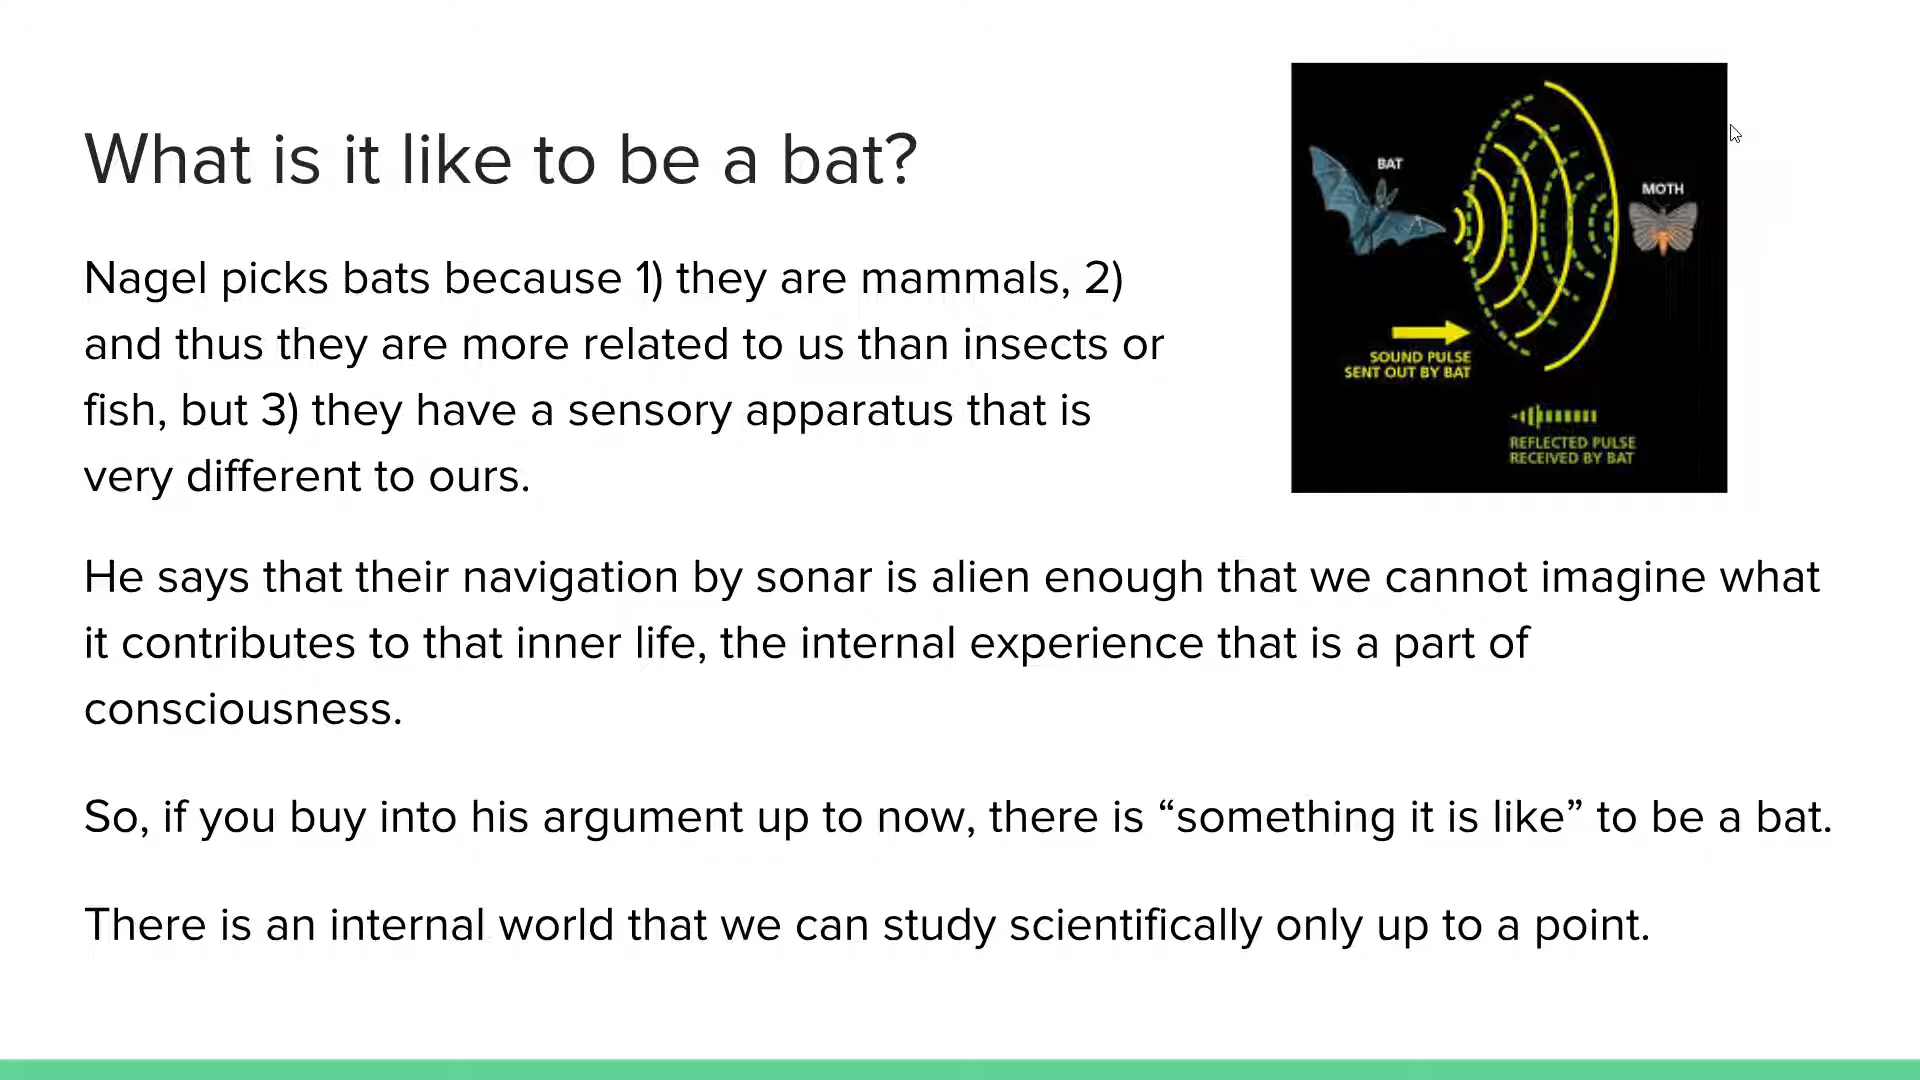 What is it like to be a bat?
Nagel picks bats because 1) they are mammals, 2)
and thus they are more related to us than insects or
fish, but 3) they have a sensory apparatus that is
very different to ours.
BAT
MOTH
SOUND PULSE
SENT OUT BY BAT
REFLECTED PULSE
RECEIVED BY BAT
He says that their navigation by sonar is alien enough that we cannot imagine what
it contributes to that inner life, the internal experience that is a part of
consciousness.
So, if you buy into his argument up to now, there is “something it is like” to be a bat.
There is an internal world that we can study scientifically only up to a point.